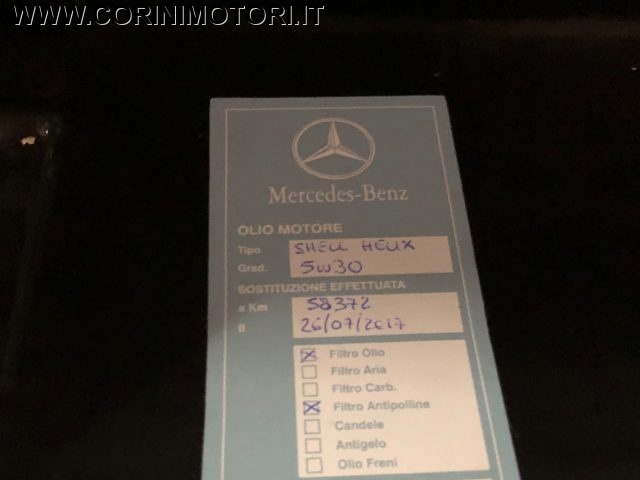 WWW.CORINIMOTORI.IT
Mercedes-Benz
OLIO MOTORE
Tipo SHELL HELIX
Grad. 5W30
SOSTITUZIONE EFFETTUATA
a Km 58372
il 26/07/2017
Filtro Olio
Filtro Aria
Filtro Carb.
Filtro Antipolline
Candele
Antigelo
Olio Freni